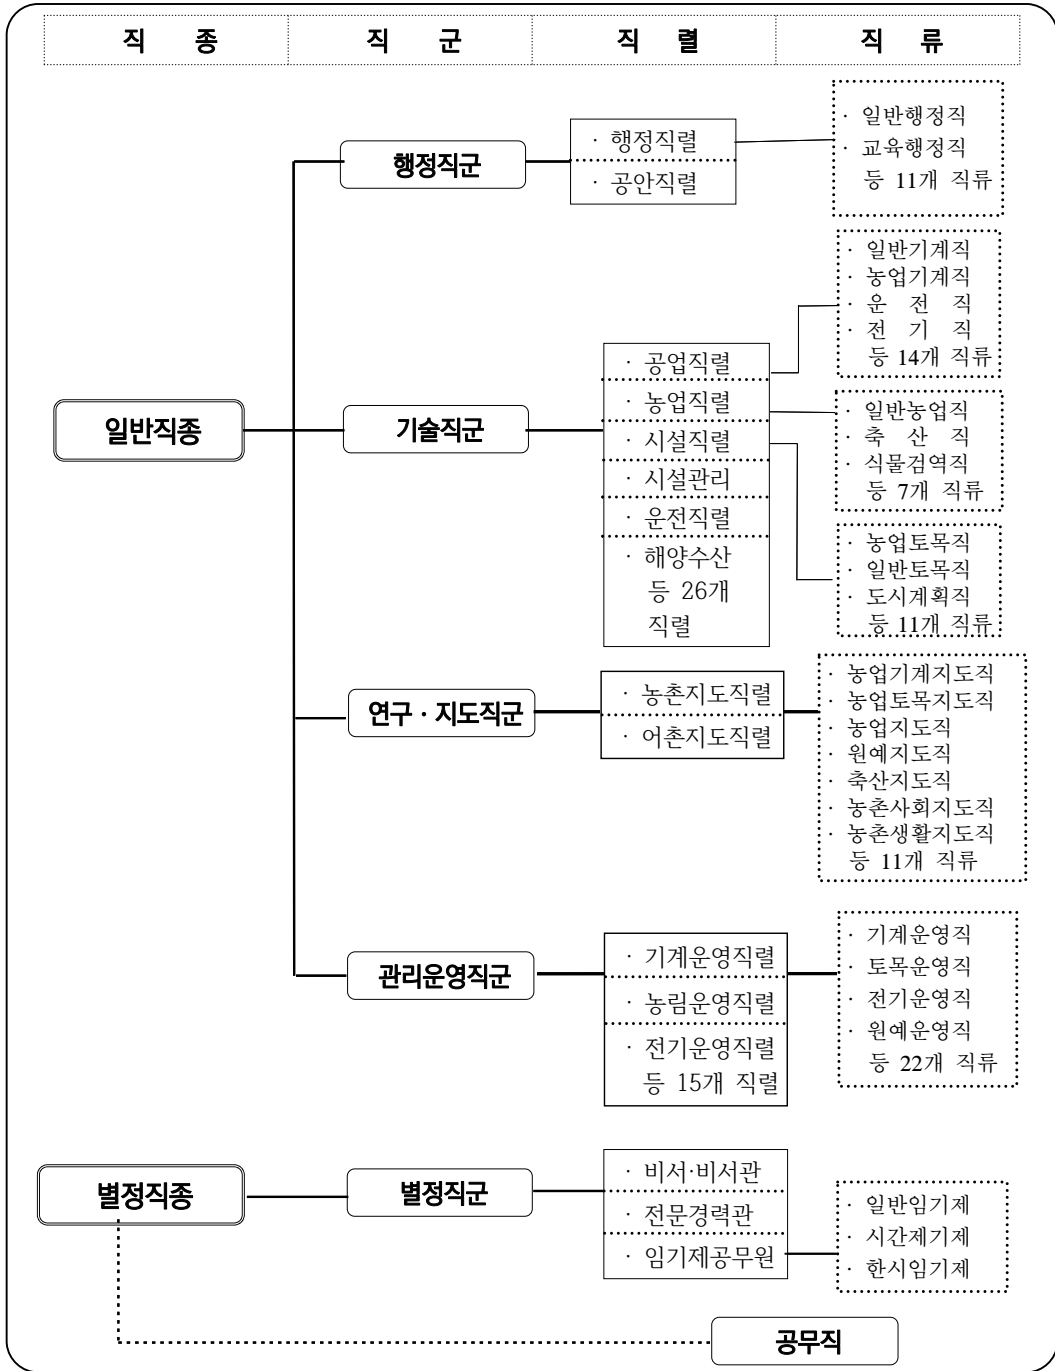 직 종 직 군 직 렬 직 류
일반직종
행정직군
· 행정직렬
· 공안직렬
· 일반행정직
· 교육행정직
등 11개 직류
기술직군
· 공업직렬
· 농업직렬
· 시설직렬
· 시설관리
· 운전직렬
· 해양수산
등 26개
직렬
· 일반기계직
· 농업기계직
· 운 전 직
· 전 기 직
등 14개 직류
· 일반농업직
· 축 산 직
· 식물검역직
등 7개 직류
· 농업토목직
· 일반토목직
· 도시계획직
등 11개 직류
연구 · 지도직군
· 농촌지도직렬
· 어촌지도직렬
· 농업기계지도직
· 농업토목지도직
· 농업지도직
· 원예지도직
· 축산지도직
· 농촌사회지도직
· 농촌생활지도직
등 11개 직류
관리운영직군
· 기계운영직렬
· 농림운영직렬
· 전기운영직렬
등 15개 직렬
· 기계운영직
· 토목운영직
· 전기운영직
· 원예운영직
등 22개 직류
별정직종
별정직군
· 비서·비서관
· 전문경력관
· 임기제공무원
· 일반임기제
· 시간제기제
· 한시임기제
공무직